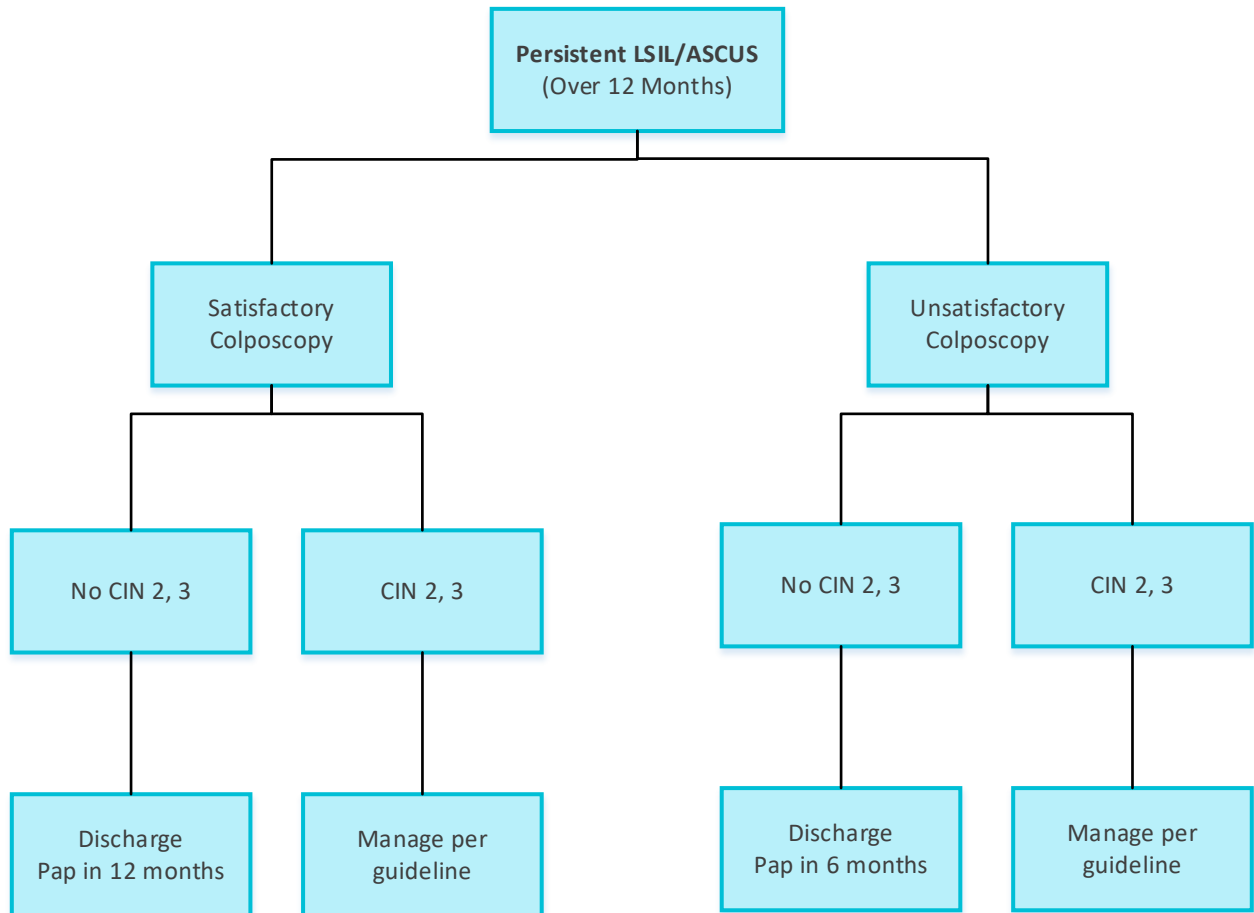 Persistent LSIL/ASCUS
(Over 12 Months)
Satisfactory
Colposcopy
Unsatisfactory
Colposcopy
No CIN 2, 3
CIN 2, 3
No CIN 2, 3
CIN 2, 3
Discharge
Pap in 12 months
Manage per
guideline
Discharge
Pap in 6 months
Manage per
guideline